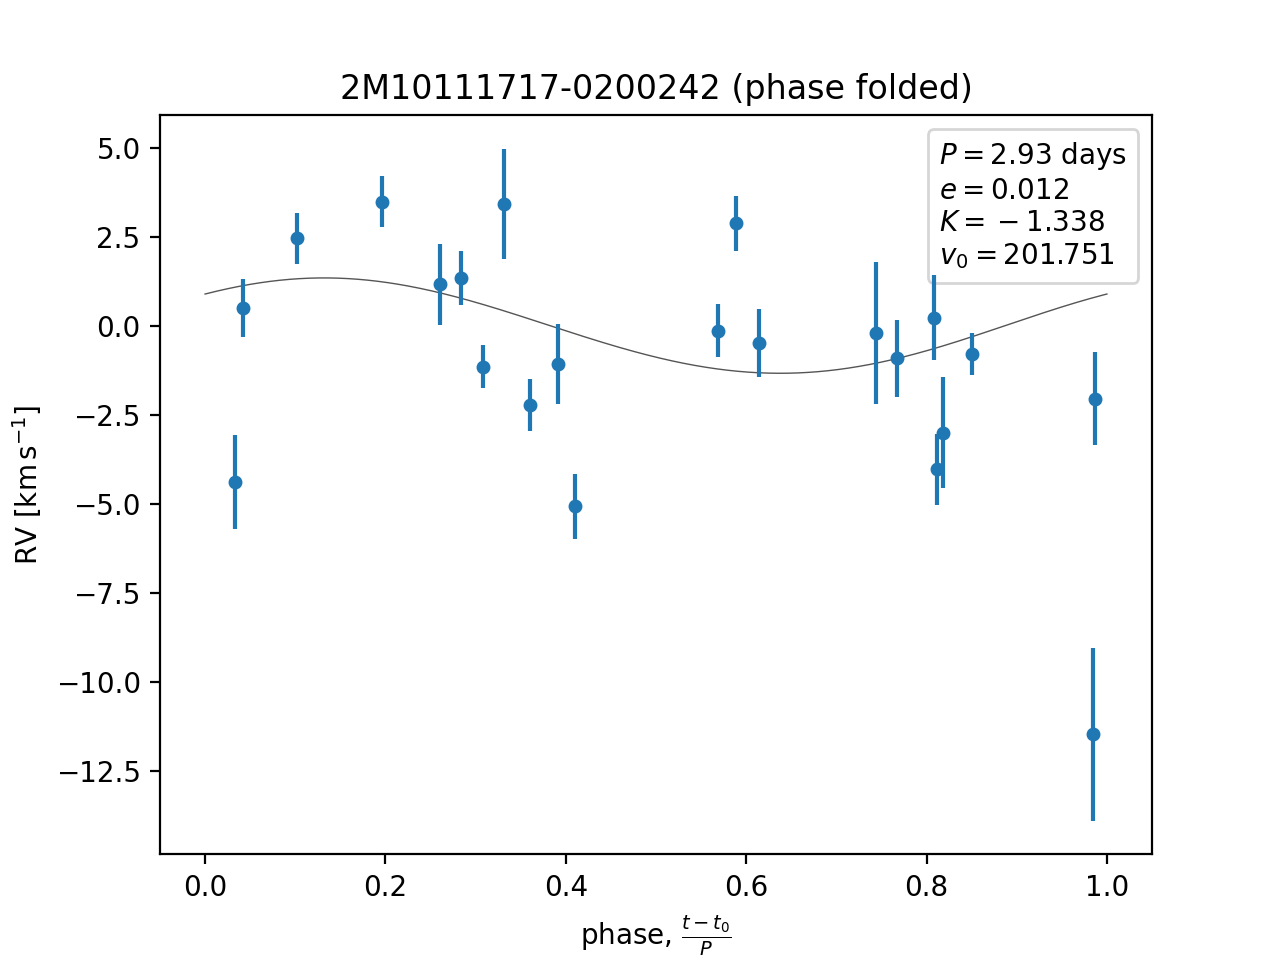 2M10111717-0200242 (phase folded)
P = 2.93 days
e = 0.012
K = −1.338
v₀ = 201.751
RV [km s⁻¹]
5.0
2.5
0.0
−2.5
−5.0
−7.5
−10.0
−12.5
0.0 0.2 0.4 0.6 0.8 1.0
phase, (t − t₀)/P